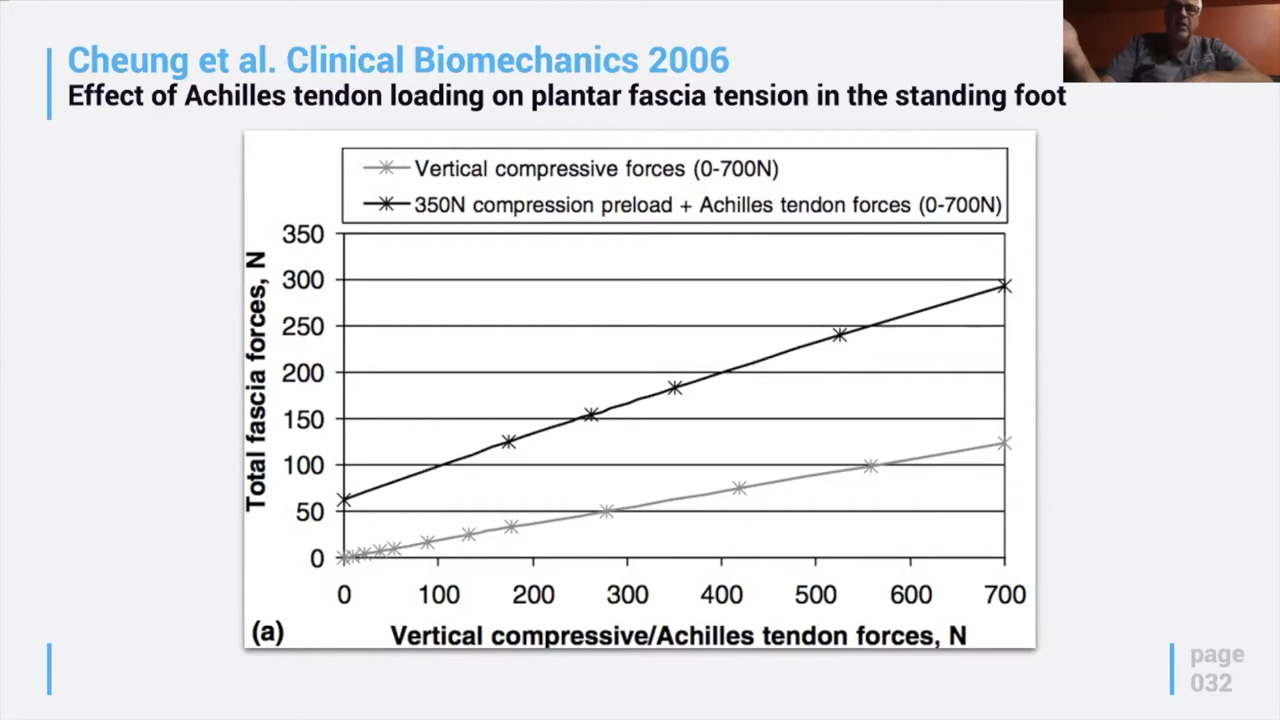 Cheung et al. Clinical Biomechanics 2006
Effect of Achilles tendon loading on plantar fascia tension in the standing foot
Vertical compressive forces (0-700N)
350N compression preload + Achilles tendon forces (0-700N)
Total fascia forces, N
350
300
250
200
150
100
50
0
0 100 200 300 400 500 600 700
(a)
Vertical compressive/Achilles tendon forces, N
page
032